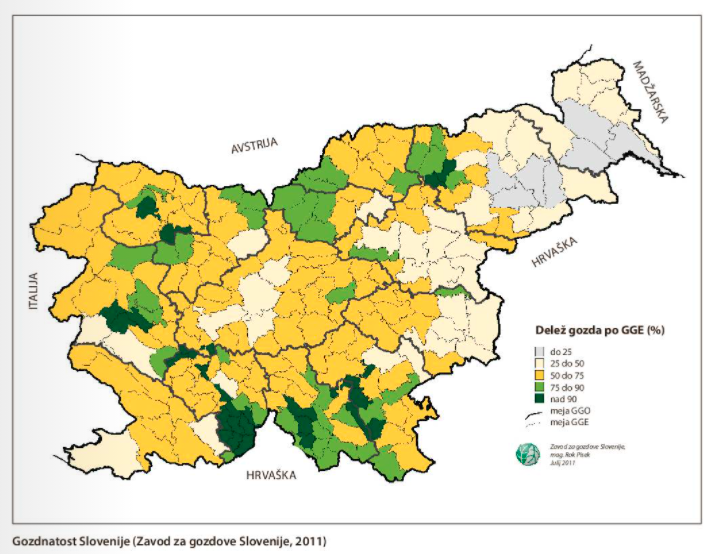 AVSTRIJA
MADŽARSKA
HRVAŠKA
ITALIJA
HRVAŠKA
Delež gozda po GGE (%)
do 25
25 do 50
50 do 75
75 do 90
nad 90
meja GGO
meja GGE
Zavod za gozdove Slovenije,
mag. Rok Pisek
Julij 2011
Gozdnatost Slovenije (Zavod za gozdove Slovenije, 2011)